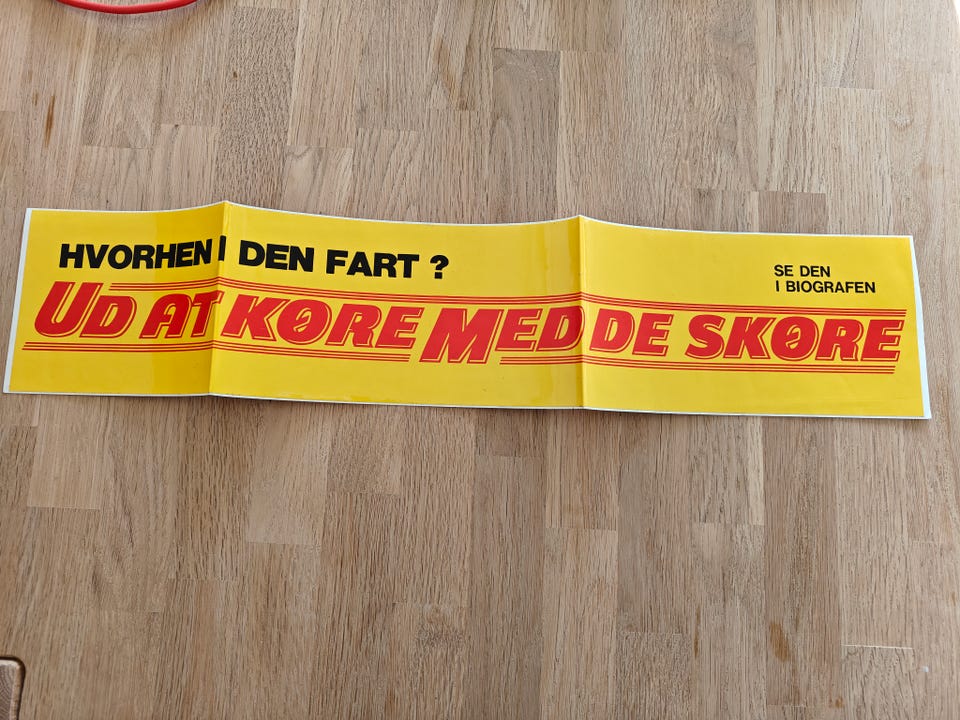 HVORHEN I DEN FART ?
SE DEN
I BIOGRAFEN
UD AT KØRE MED DE SKØRE